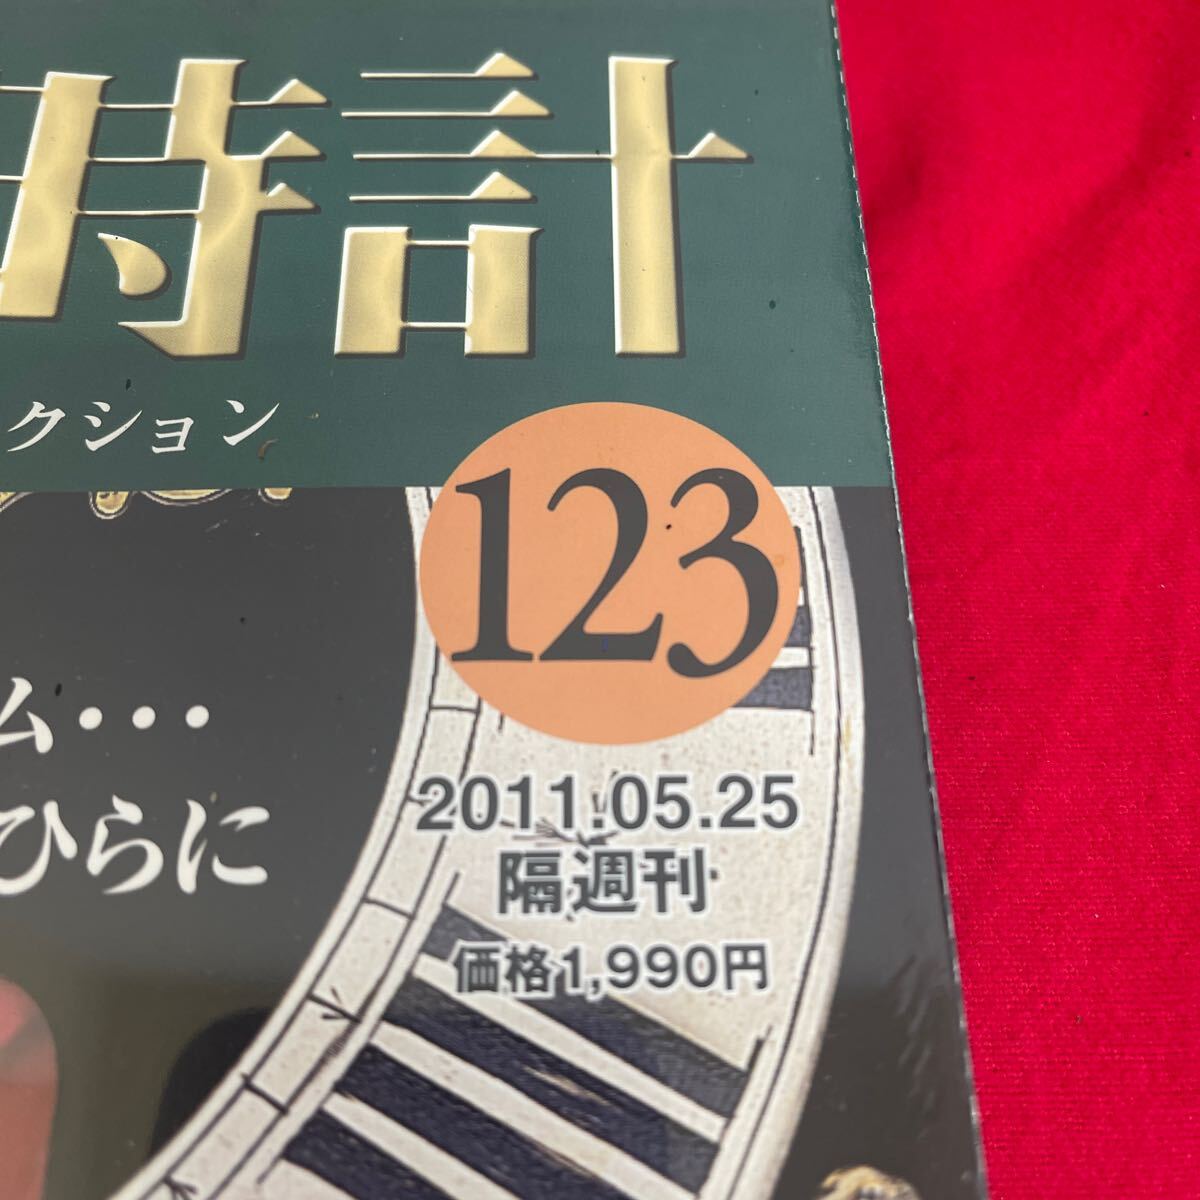 時計
クション
123
ム・・・
ひらに
2011.05.25
隔週刊
価格1,990円